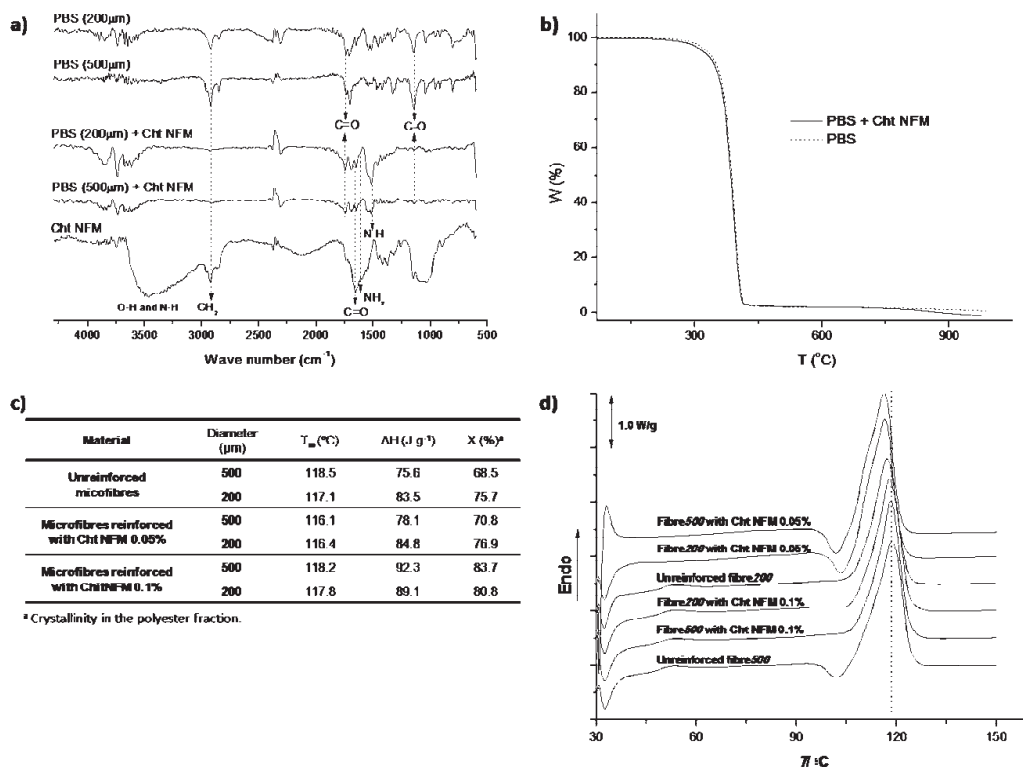 a)
PBS (200μm)
PBS (500μm)
C=O
C-O
PBS (200μm) + Cht NFM
PBS (500μm) + Cht NFM
Cht NFM
N-H
NH₂
O-H and N-H
CH₂
C=O
4000 3500 3000 2500 2000 1500 1000 500
Wave number (cm⁻¹)
b)
100
80
60
40
20
0
W (%)
PBS + Cht NFM
PBS
300 600 900
T (°C)
c)
Material Diameter (μm) Tₘ (°C) ΔH (J g⁻¹) X (%)ᵃ
Unreinforced micofibres
500 118.5 75.6 68.5
200 117.1 83.5 75.7
Microfibres reinforced with Cht NFM 0.05%
500 116.1 78.1 70.8
200 116.4 84.8 76.9
Microfibres reinforced with ChtNFM 0.1%
500 118.2 92.3 83.7
200 117.8 89.1 80.8
ᵃ Crystallinity in the polyester fraction.
d)
1.0 W/g
Endo
Fibre500 with Cht NFM 0.05%
Fibre200 with Cht NFM 0.05%
Unreinforced fibre200
Fibre200 with Cht NFM 0.1%
Fibre500 with Cht NFM 0.1%
Unreinforced fibre500
30 60 90 120 150
T/ °C